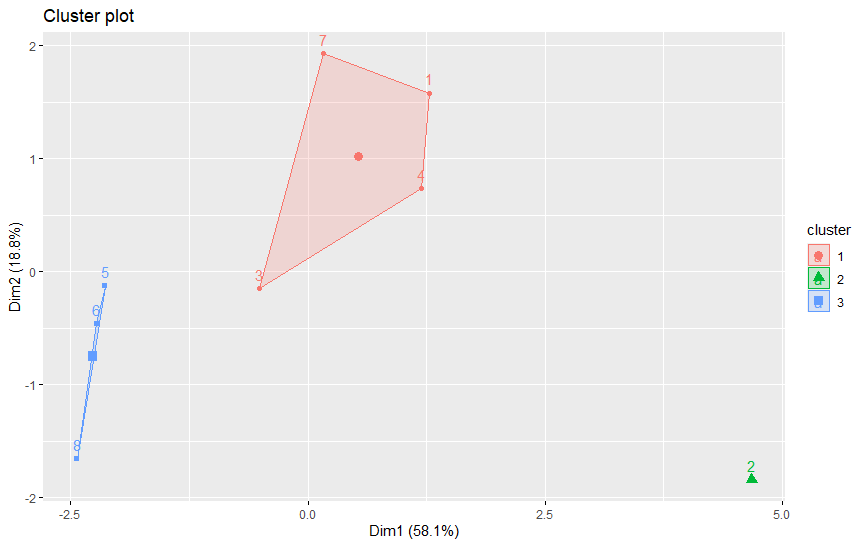 Cluster plot
2
1
0
-1
-2
Dim2 (18.8%)
7
1
4
3
5
6
8
2
-2.5
0.0
2.5
5.0
Dim1 (58.1%)
cluster
a 1
a 2
a 3